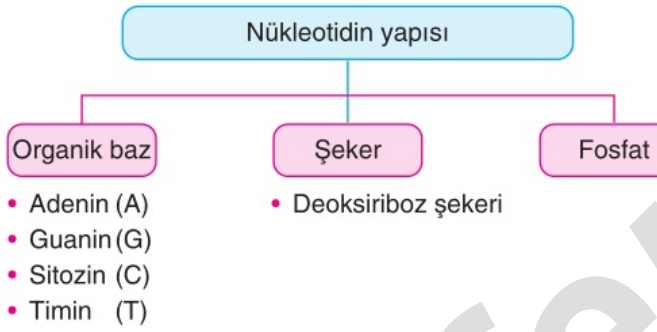 Nükleotidin yapısı
Organik baz
Şeker
Fosfat
• Adenin (A)
• Guanin (G)
• Sitozin (C)
• Timin (T)
• Deoksiriboz şekeri